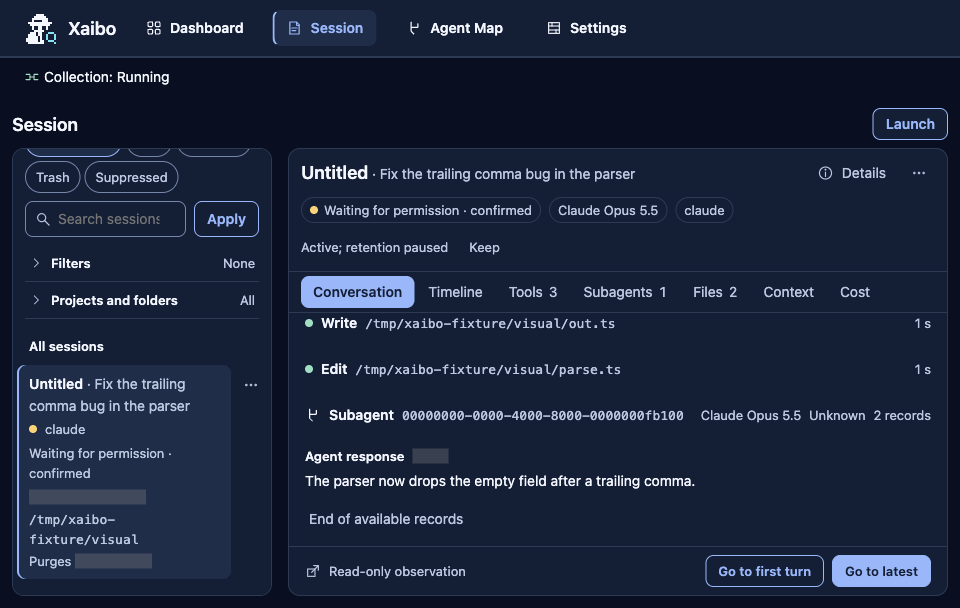 Xaibo
Dashboard
Session
Agent Map
Settings
Collection: Running
Session
Launch
Trash
Suppressed
Search sessions
Apply
Filters
None
Projects and folders
All
All sessions
Untitled · Fix the trailing
comma bug in the parser
claude
Waiting for permission ·
confirmed
/tmp/xaibo-
fixture/visual
Purges
Untitled · Fix the trailing comma bug in the parser
Details
Waiting for permission · confirmed
Claude Opus 5.5
claude
Active; retention paused
Keep
Conversation
Timeline
Tools 3
Subagents 1
Files 2
Context
Cost
Write /tmp/xaibo-fixture/visual/out.ts 1 s
Edit /tmp/xaibo-fixture/visual/parse.ts 1 s
Subagent 00000000-0000-4000-8000-0000000fb100 Claude Opus 5.5 Unknown 2 records
Agent response
The parser now drops the empty field after a trailing comma.
End of available records
Read-only observation
Go to first turn
Go to latest